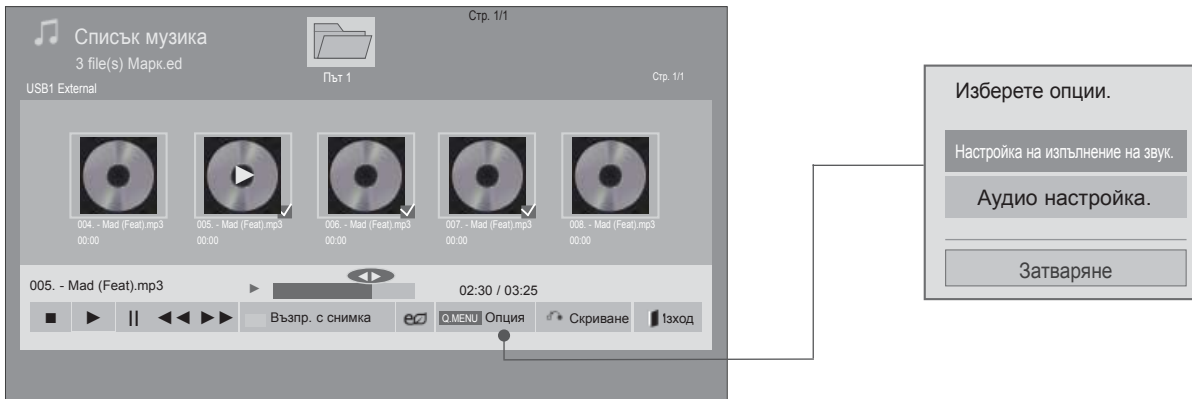 Стр. 1/1
Списък музика
3 file(s) Марк.ed
Път 1
Стр. 1/1
USB1 External
004. - Mad (Feat).mp3
00:00
005. - Mad (Feat).mp3
00:00
006. - Mad (Feat).mp3
00:00
007. - Mad (Feat).mp3
00:00
008. - Mad (Feat).mp3
00:00
005. - Mad (Feat).mp3
02:30 / 03:25
Възпр. с снимка
Q.MENU Опция
Скриване
1зход
Изберете опции.
Настройка на изпълнение на звук.
Аудио настройка.
Затваряне